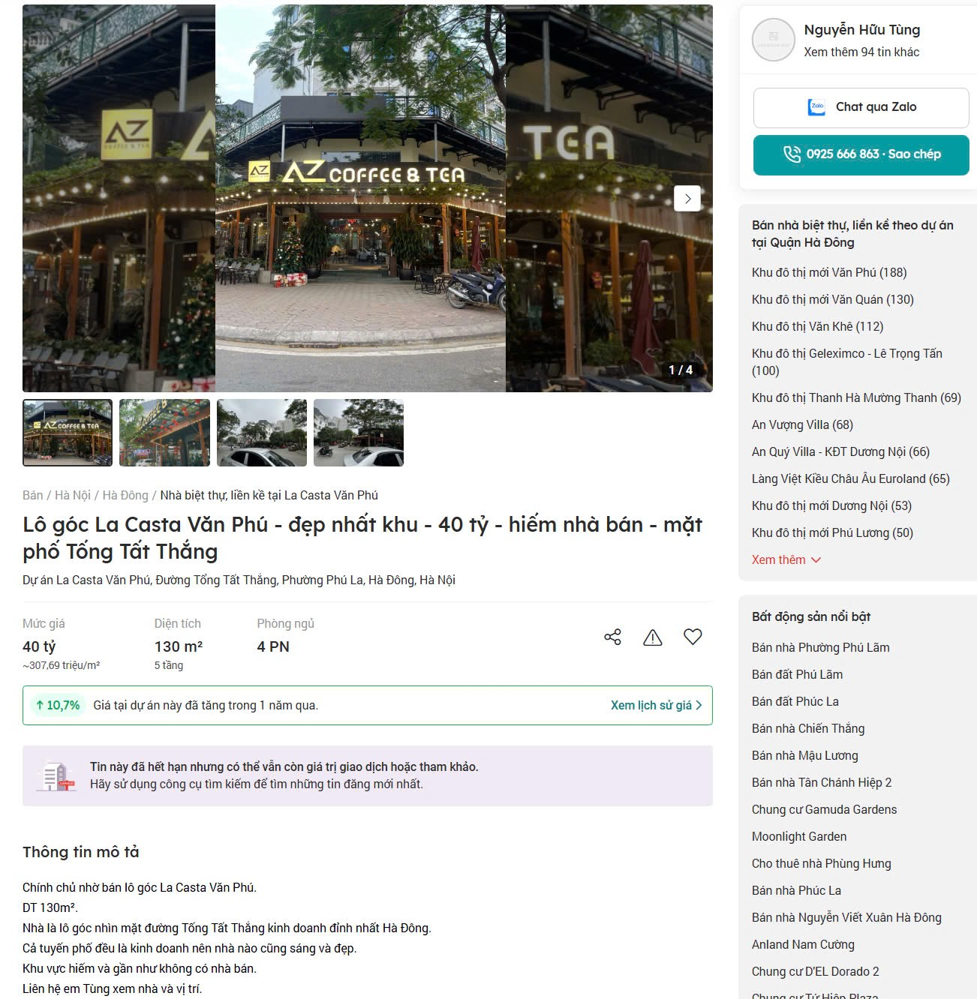 AZ
COFFEE & TEA
AZ COFFEE & TEA
TEA
1 / 4
Bán / Hà Nội / Hà Đông / Nhà biệt thự, liền kề tại La Casta Văn Phú
Lô góc La Casta Văn Phú - đẹp nhất khu - 40 tỷ - hiếm nhà bán - mặt
phố Tống Tất Thắng
Dự án La Casta Văn Phú, Đường Tổng Tất Thắng, Phường Phú La, Hà Đông, Hà Nội
Mức giá
Diện tích
Phòng ngủ
40 tỷ
130 m²
4 PN
~307,69 triệu/m²
5 tầng
10,7%
Giá tại dự án này đã tăng trong 1 năm qua.
Xem lịch sử giá
Tin này đã hết hạn nhưng có thể vẫn còn giá trị giao dịch hoặc tham khảo.
Hãy sử dụng công cụ tìm kiếm để tìm những tin đăng mới nhất.
Thông tin mô tả
Chính chủ nhờ bán lô góc La Casta Văn Phú.
DT 130m².
Nhà là lô góc nhìn mặt đường Tống Tất Thắng kinh doanh đỉnh nhất Hà Đông.
Cả tuyến phố đều là kinh doanh nên nhà nào cũng sáng và đẹp.
Khu vực hiếm và gần như không có nhà bán.
Liên hệ em Tùng xem nhà và vị trí.
Nguyễn Hữu Tùng
Xem thêm 94 tin khác
Zalo
Chat qua Zalo
0925 666 863 · Sao chép
Bán nhà biệt thự, liền kề theo dự án
tại Quận Hà Đông
Khu đô thị mới Văn Phú (188)
Khu đô thị mới Văn Quán (130)
Khu đô thị Văn Khê (112)
Khu đô thị Geleximco - Lê Trọng Tấn
(100)
Khu đô thị Thanh Hà Mường Thanh (69)
An Vượng Villa (68)
An Quý Villa - KĐT Dương Nội (66)
Làng Việt Kiều Châu Âu Euroland (65)
Khu đô thị mới Dương Nội (53)
Khu đô thị mới Phú Lương (50)
Xem thêm
Bất động sản nổi bật
Bán nhà Phường Phú Lãm
Bán đất Phú Lãm
Bán đất Phúc La
Bán nhà Chiến Thắng
Bán nhà Mậu Lương
Bán nhà Tân Chánh Hiệp 2
Chung cư Gamuda Gardens
Moonlight Garden
Cho thuê nhà Phùng Hưng
Bán nhà Phúc La
Bán nhà Nguyễn Viết Xuân Hà Đông
Anland Nam Cường
Chung cư D'EL Dorado 2
Chung cư Tứ Hiệp Plaza